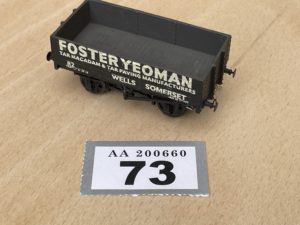 FOSTER YEOMAN
TAR MACADAM & TAR PAVING MANUFACTURERS
WELLS SOMERSET
AA 200660
73